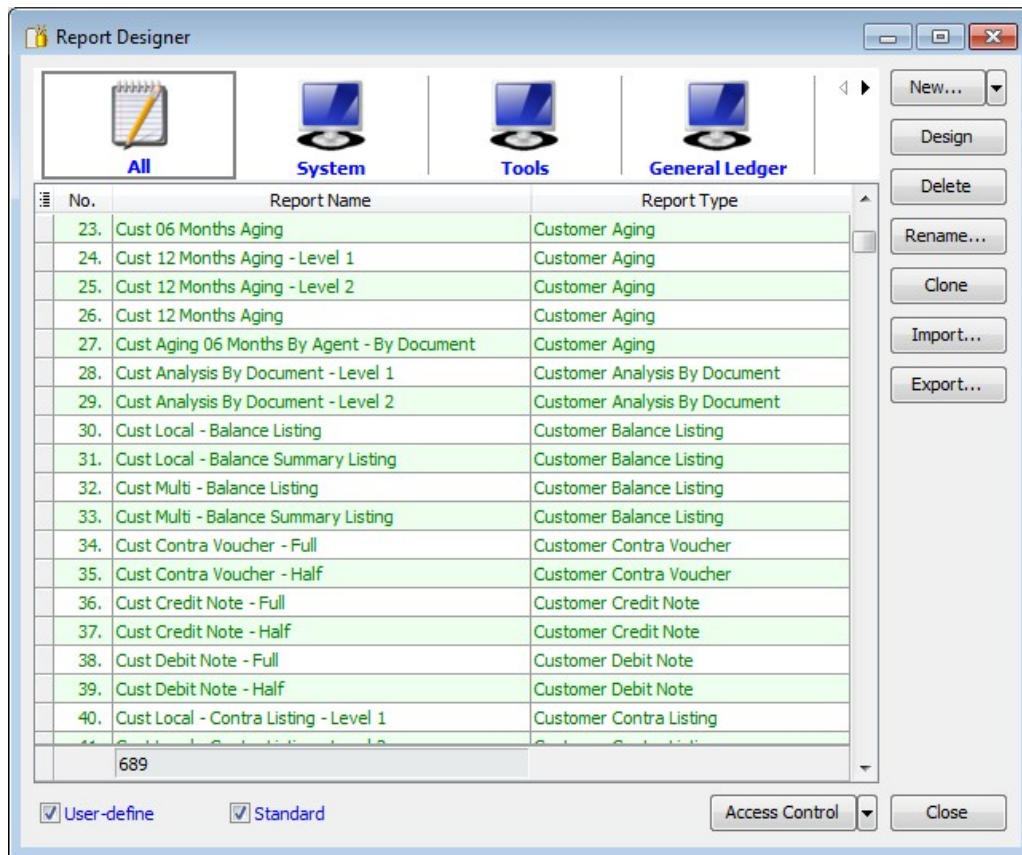 Report Designer
All System Tools General Ledger
New...
Design
Delete
Rename...
Clone
Import...
Export...
No. Report Name Report Type
23. Cust 06 Months Aging Customer Aging
24. Cust 12 Months Aging - Level 1 Customer Aging
25. Cust 12 Months Aging - Level 2 Customer Aging
26. Cust 12 Months Aging Customer Aging
27. Cust Aging 06 Months By Agent - By Document Customer Aging
28. Cust Analysis By Document - Level 1 Customer Analysis By Document
29. Cust Analysis By Document - Level 2 Customer Analysis By Document
30. Cust Local - Balance Listing Customer Balance Listing
31. Cust Local - Balance Summary Listing Customer Balance Listing
32. Cust Multi - Balance Listing Customer Balance Listing
33. Cust Multi - Balance Summary Listing Customer Balance Listing
34. Cust Contra Voucher - Full Customer Contra Voucher
35. Cust Contra Voucher - Half Customer Contra Voucher
36. Cust Credit Note - Full Customer Credit Note
37. Cust Credit Note - Half Customer Credit Note
38. Cust Debit Note - Full Customer Debit Note
39. Cust Debit Note - Half Customer Debit Note
40. Cust Local - Contra Listing - Level 1 Customer Contra Listing
689
User-define Standard Access Control Close